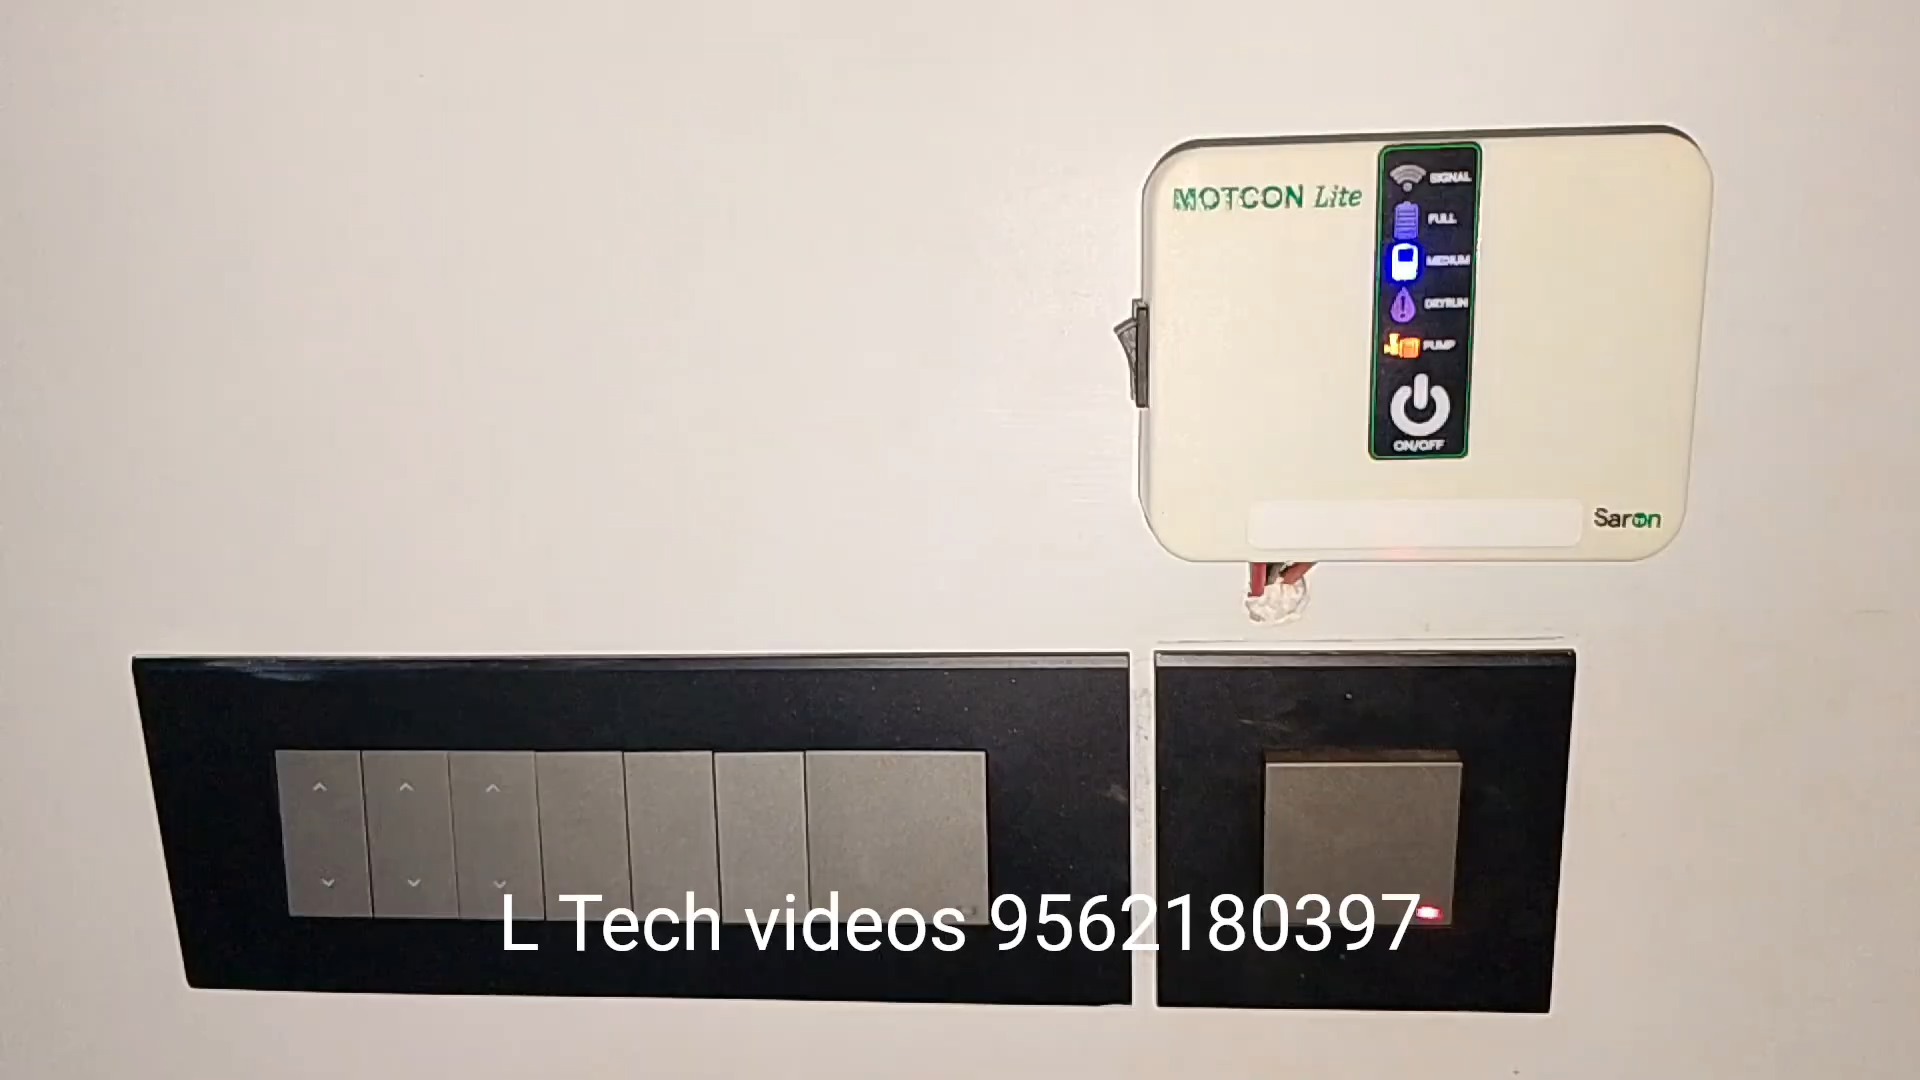 MOTCON Lite
SIGNAL
FULL
MEDIUM
DRYRUN
PUMP
ON/OFF
Saron
L Tech videos 9562180397